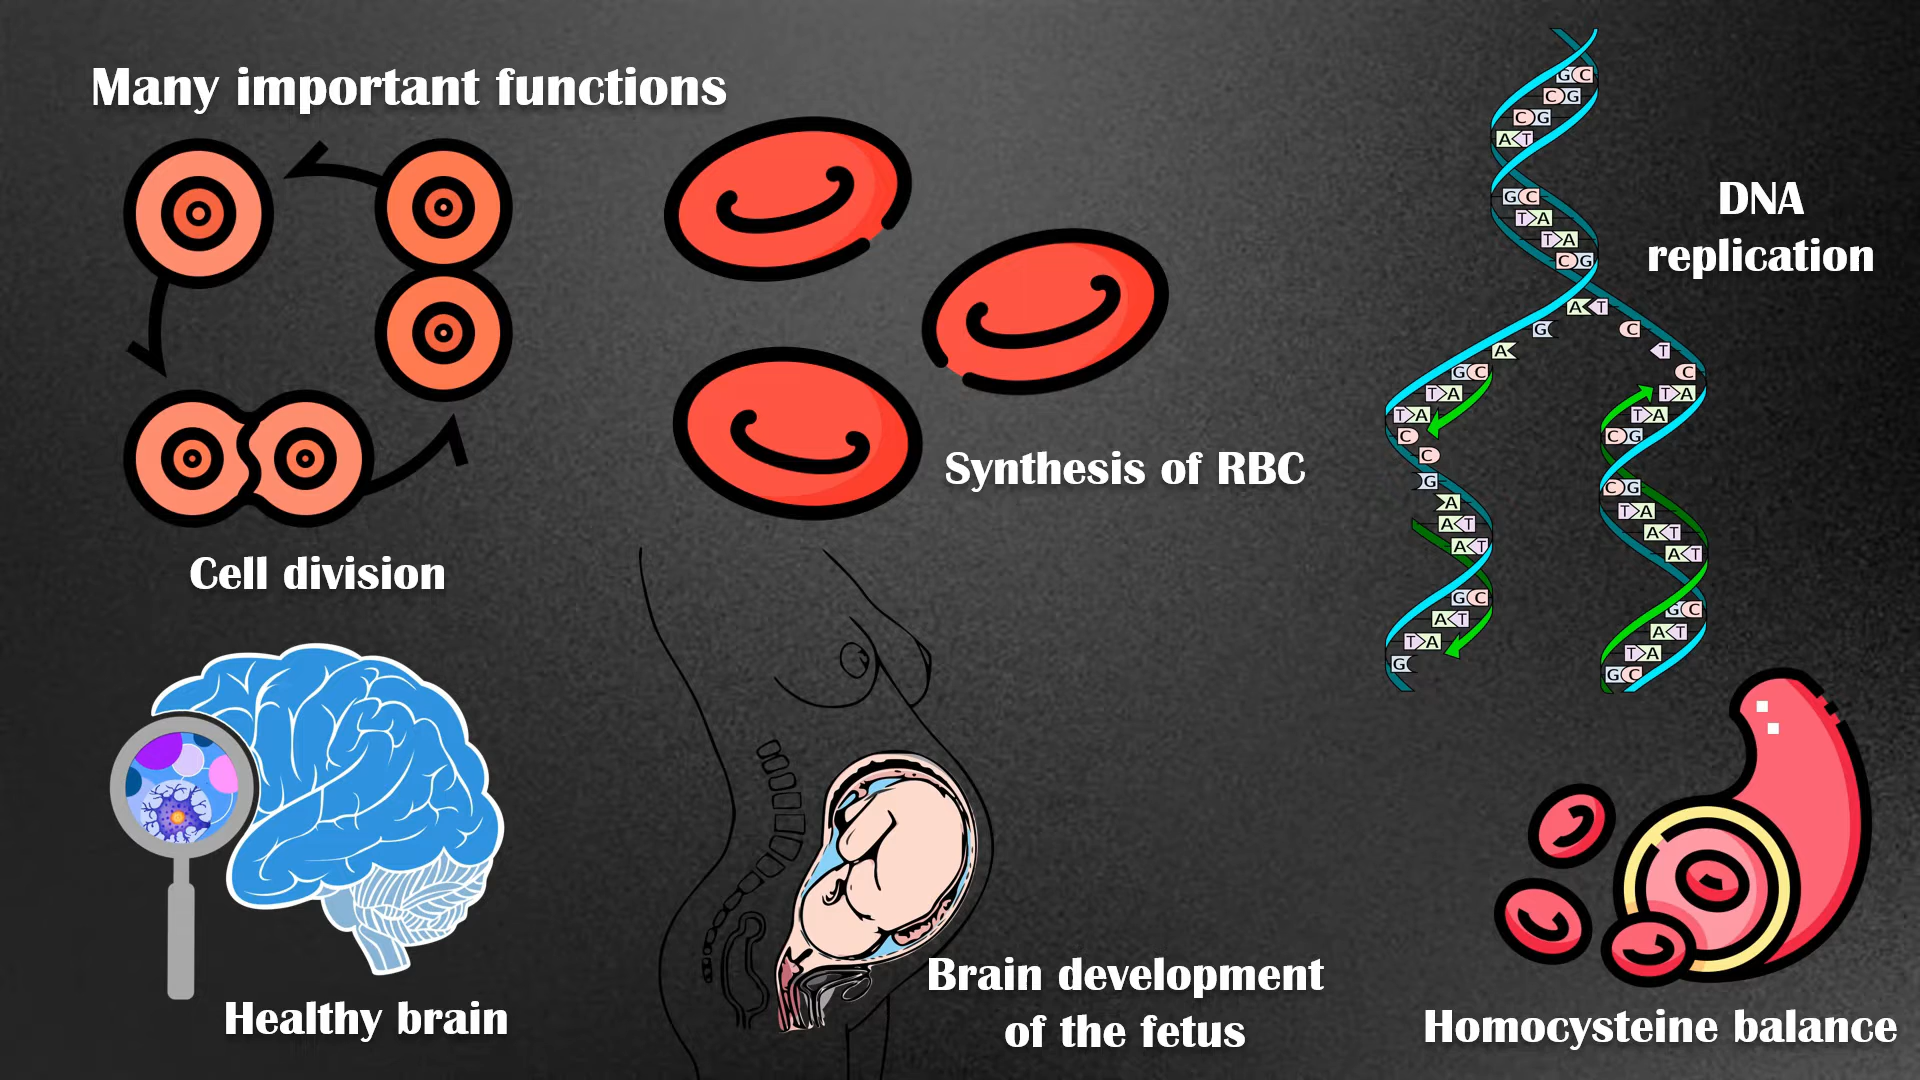 Many important functions
Cell division
Synthesis of RBC
DNA
replication
G C
C G
C G
A T
G C
T A
T A
C G
A T
G C
A T
G C C
T A T A
T A T A
C C G
C
G C G
A T A
A T A T
A T A T
G C G C
A T A T
T A T A
G G C
Healthy brain
Brain development
of the fetus
Homocysteine balance